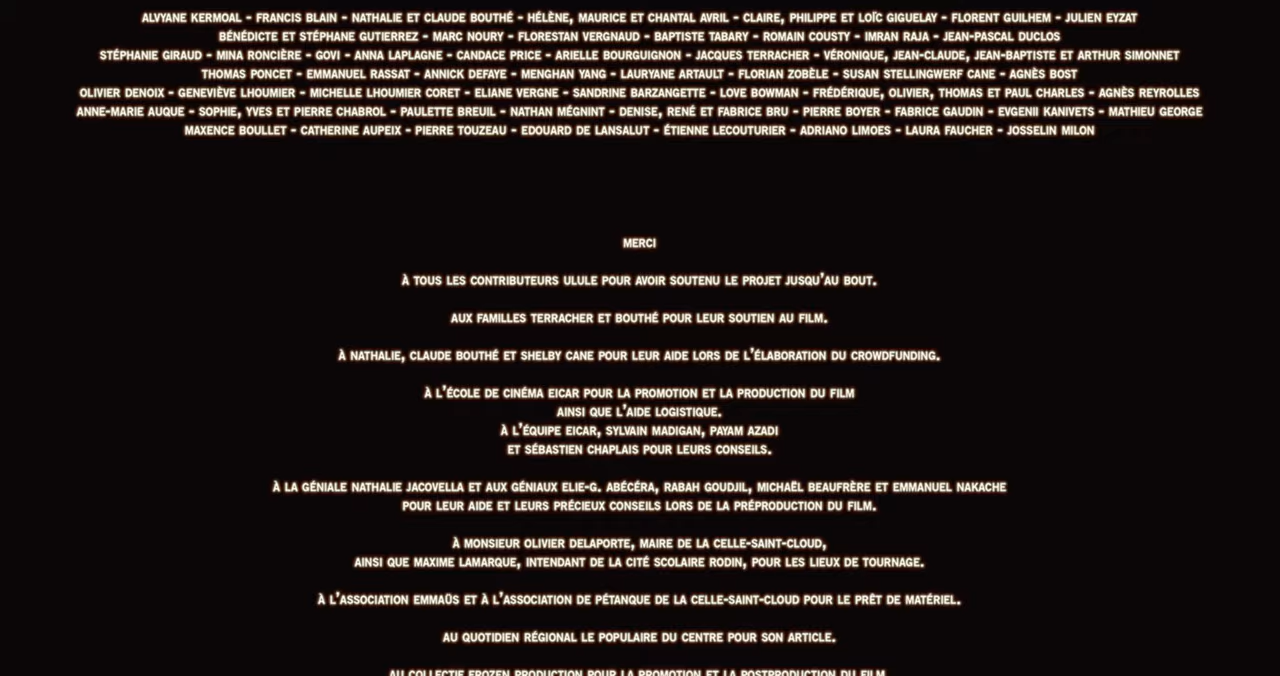 ALVYANE KERMOAL - FRANCIS BLAIN - NATHALIE ET CLAUDE BOUTHÉ - HÉLÈNE, MAURICE ET CHANTAL AVRIL - CLAIRE, PHILIPPE ET LOÏC GIGUELAY - FLORENT GUILHEM - JULIEN EYZAT
BÉNÉDICTE ET STÉPHANE GUTIERREZ - MARC NOURY - FLORESTAN VERGNAUD - BAPTISTE TABARY - ROMAIN COUSTY - IMRAN RAJA - JEAN-PASCAL DUCLOS
STÉPHANIE GIRAUD - MINA RONCIÈRE - GOVI - ANNA LAPLAGNE - CANDACE PRICE - ARIELLE BOURGUIGNON - JACQUES TERRACHER - VÉRONIQUE, JEAN-CLAUDE, JEAN-BAPTISTE ET ARTHUR SIMONNET
THOMAS PONCET - EMMANUEL RASSAT - ANNICK DEFAYE - MENGHAN YANG - LAURYANE ARTAULT - FLORIAN ZOBÈLE - SUSAN STELLINGWERF CANE - AGNÈS BOST
OLIVIER DENOIX - GENEVIÈVE LHOUMIER - MICHELLE LHOUMIER CORET - ELIANE VERGNE - SANDRINE BARZANGETTE - LOVE BOWMAN - FRÉDÉRIQUE, OLIVIER, THOMAS ET PAUL CHARLES - AGNÈS REYROLLES
ANNE-MARIE AUQUE - SOPHIE, YVES ET PIERRE CHABROL - PAULETTE BREUIL - NATHAN MÉGNINT - DENISE, RENÉ ET FABRICE BRU - PIERRE BOYER - FABRICE GAUDIN - EVGENII KANIVETS - MATHIEU GEORGE
MAXENCE BOULLET - CATHERINE AUPEIX - PIERRE TOUZEAU - EDOUARD DE LANSALUT - ÉTIENNE LECOUTURIER - ADRIANO LIMOES - LAURA FAUCHER - JOSSELIN MILON
MERCI
À TOUS LES CONTRIBUTEURS ULULE POUR AVOIR SOUTENU LE PROJET JUSQU'AU BOUT.
AUX FAMILLES TERRACHER ET BOUTHÉ POUR LEUR SOUTIEN AU FILM.
À NATHALIE, CLAUDE BOUTHÉ ET SHELBY CANE POUR LEUR AIDE LORS DE L'ÉLABORATION DU CROWDFUNDING.
À L'ÉCOLE DE CINÉMA EICAR POUR LA PROMOTION ET LA PRODUCTION DU FILM
AINSI QUE L'AIDE LOGISTIQUE.
À L'ÉQUIPE EICAR, SYLVAIN MADIGAN, PAYAM AZADI
ET SÉBASTIEN CHAPLAIS POUR LEURS CONSEILS.
À LA GÉNIALE NATHALIE JACOVELLA ET AUX GÉNIAUX ELIE-G. ABÉCÉRA, RABAH GOUDJIL, MICHAËL BEAUFRÈRE ET EMMANUEL NAKACHE
POUR LEUR AIDE ET LEURS PRÉCIEUX CONSEILS LORS DE LA PRÉPRODUCTION DU FILM.
À MONSIEUR OLIVIER DELAPORTE, MAIRE DE LA CELLE-SAINT-CLOUD,
AINSI QUE MAXIME LAMARQUE, INTENDANT DE LA CITÉ SCOLAIRE RODIN, POUR LES LIEUX DE TOURNAGE.
À L'ASSOCIATION EMMAÜS ET À L'ASSOCIATION DE PÉTANQUE DE LA CELLE-SAINT-CLOUD POUR LE PRÊT DE MATÉRIEL.
AU QUOTIDIEN RÉGIONAL LE POPULAIRE DU CENTRE POUR SON ARTICLE.
AU COLLECTIF FROZEN PRODUCTION POUR LA PROMOTION ET LA POSTPRODUCTION DU FILM